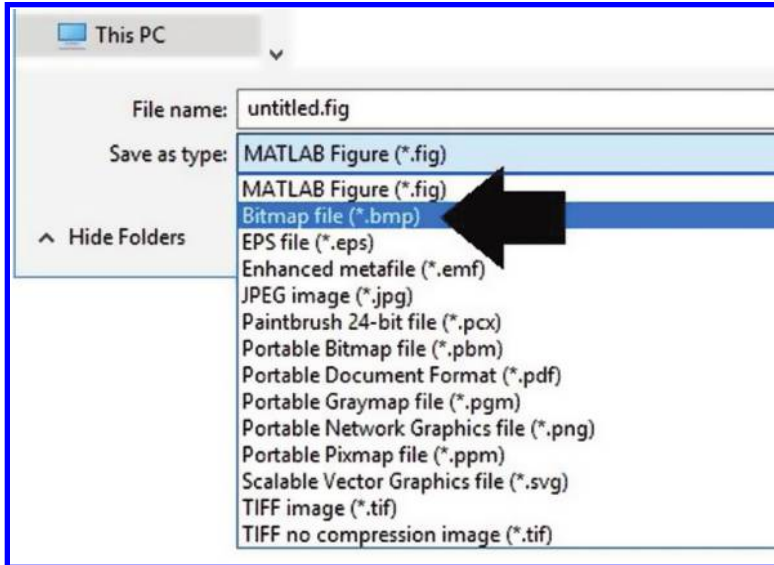 This PC
File name: untitled.fig
Save as type: MATLAB Figure (*.fig)
MATLAB Figure (*.fig)
Bitmap file (*.bmp)
Hide Folders
EPS file (*.eps)
Enhanced metafile (*.emf)
JPEG image (*.jpg)
Paintbrush 24-bit file (*.pcx)
Portable Bitmap file (*.pbm)
Portable Document Format (*.pdf)
Portable Graymap file (*.pgm)
Portable Network Graphics file (*.png)
Portable Pixmap file (*.ppm)
Scalable Vector Graphics file (*.svg)
TIFF image (*.tif)
TIFF no compression image (*.tif)